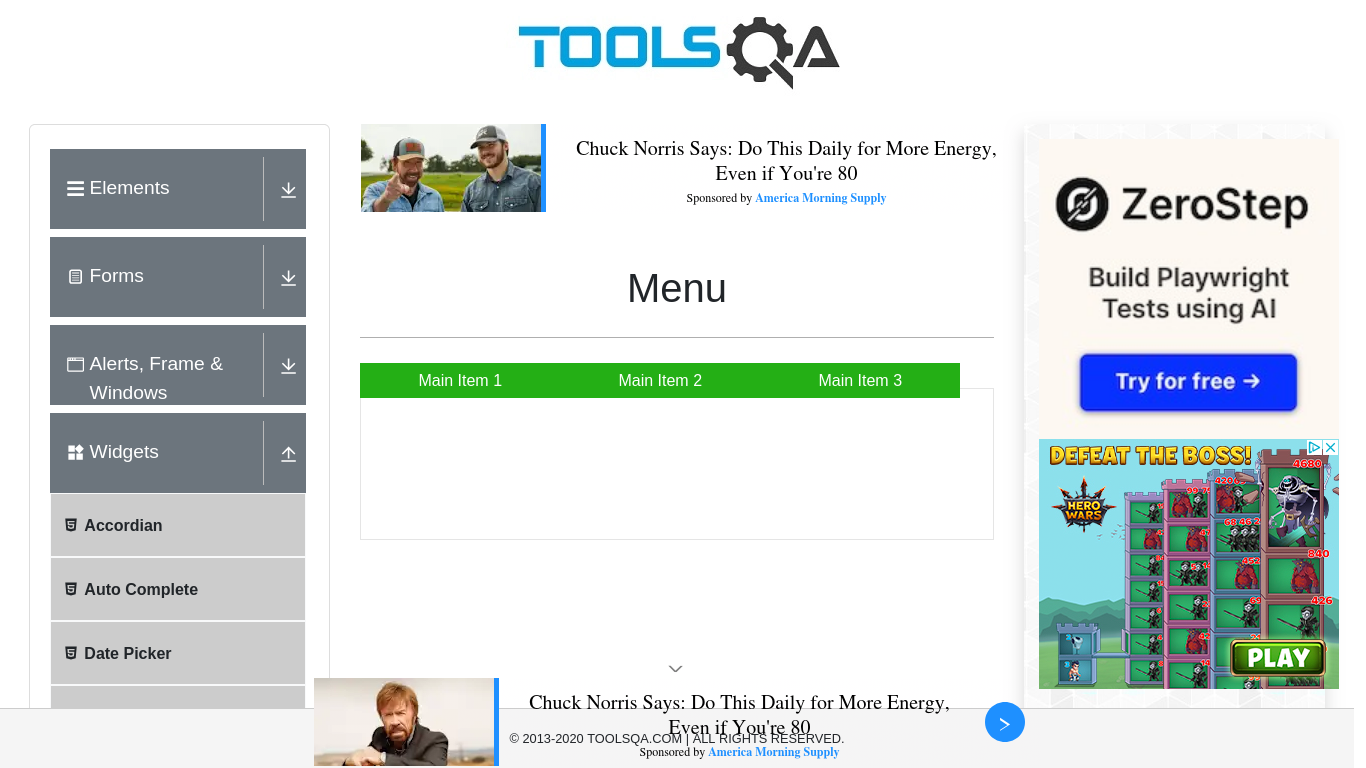 TOOLSQA
Elements
Forms
Alerts, Frame &
Windows
Widgets
Accordian
Auto Complete
Date Picker
Chuck Norris Says: Do This Daily for More Energy,
Even if You're 80
Sponsored by America Morning Supply
Menu
Main Item 1
Main Item 2
Main Item 3
ZeroStep
Build Playwright
Tests using AI
Try for free →
DEFEAT THE BOSS!
HERO
WARS
4680
840
426
PLAY
Chuck Norris Says: Do This Daily for More Energy,
Even if You're 80
© 2013-2020 TOOLSQA.COM | ALL RIGHTS RESERVED.
Sponsored by America Morning Supply